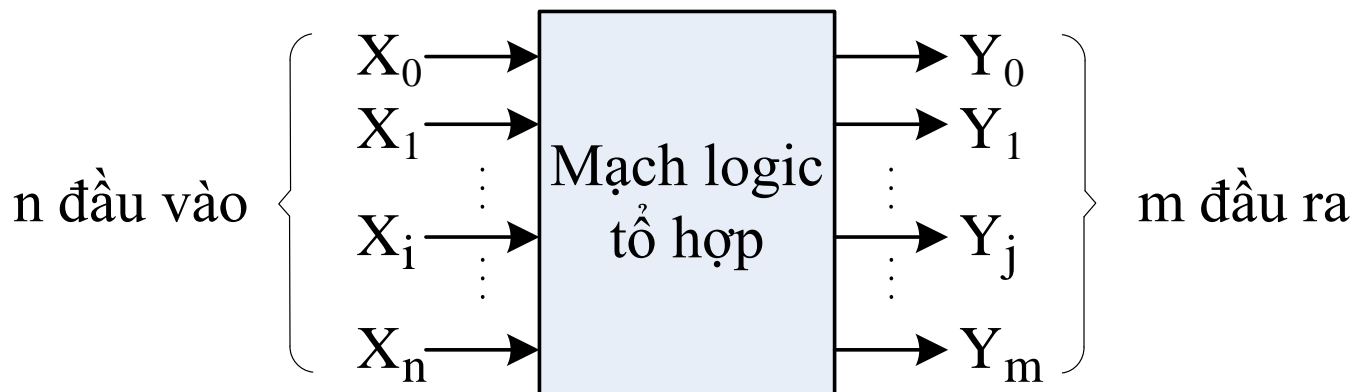 X₀
X₁
Xᵢ
Xₙ
n đầu vào
Mạch logic
tổ hợp
Y₀
Y₁
Yⱼ
Yₘ
m đầu ra